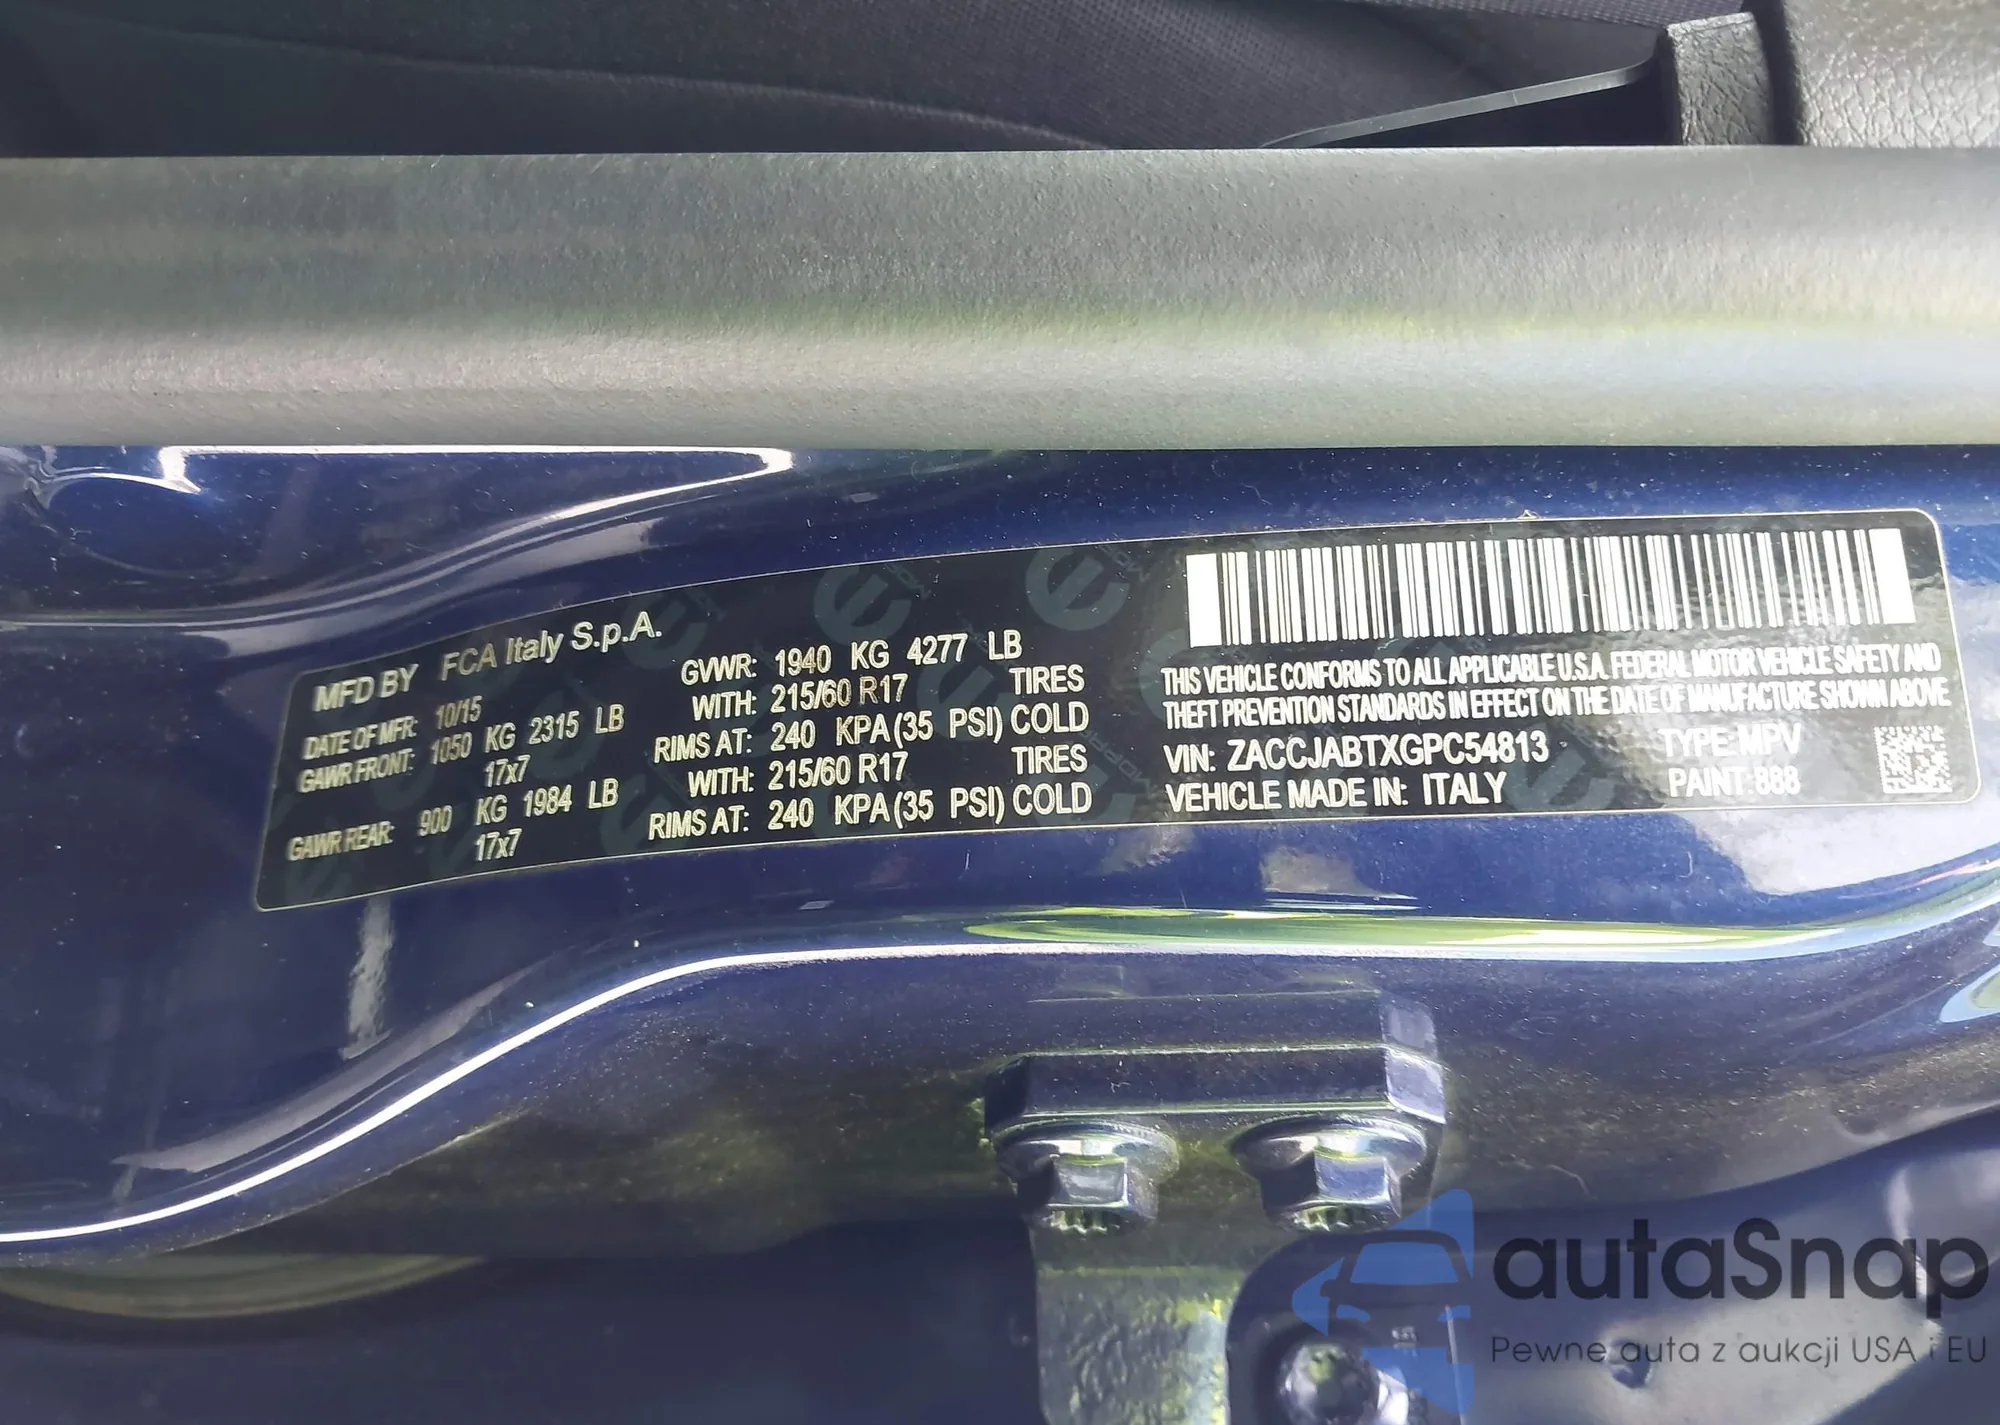 MFD BY FCA Italy S.p.A.
DATE OF MFR: 10/15 GVWR: 1940 KG 4277 LB
GAWR FRONT: 1050 KG 2315 LB WITH: 215/60 R17 TIRES
17x7 RIMS AT: 240 KPA(35 PSI) COLD
GAWR REAR: 900 KG 1984 LB WITH: 215/60 R17 TIRES
17x7 RIMS AT: 240 KPA(35 PSI) COLD
THIS VEHICLE CONFORMS TO ALL APPLICABLE U.S.A. FEDERAL MOTOR VEHICLE SAFETY AND
THEFT PREVENTION STANDARDS IN EFFECT ON THE DATE OF MANUFACTURE SHOWN ABOVE
VIN: ZACCJABTXGPC54813 TYPE: MPV
VEHICLE MADE IN: ITALY PAINT: 888
autaSnap
Pewne auta z aukcji USA i EU